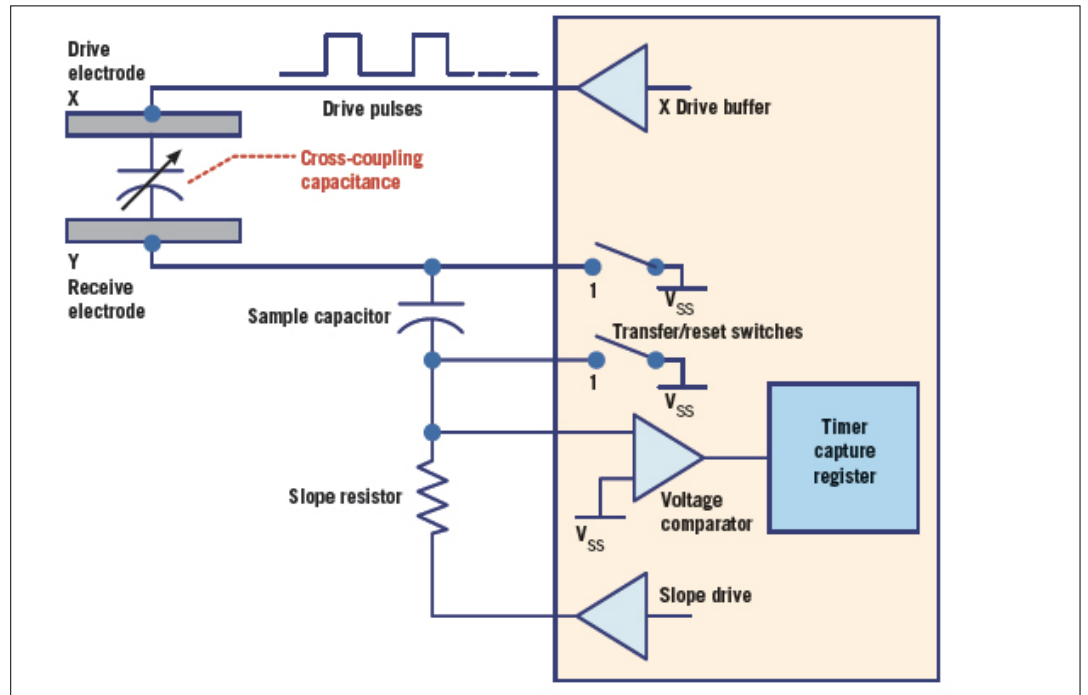 Drive
electrode
X
Drive pulses
X Drive buffer
Cross-coupling
capacitance
Y
Receive
electrode
1
VSS
Sample capacitor
Transfer/reset switches
1
VSS
Timer
capture
register
Slope resistor
Voltage
comparator
VSS
Slope drive